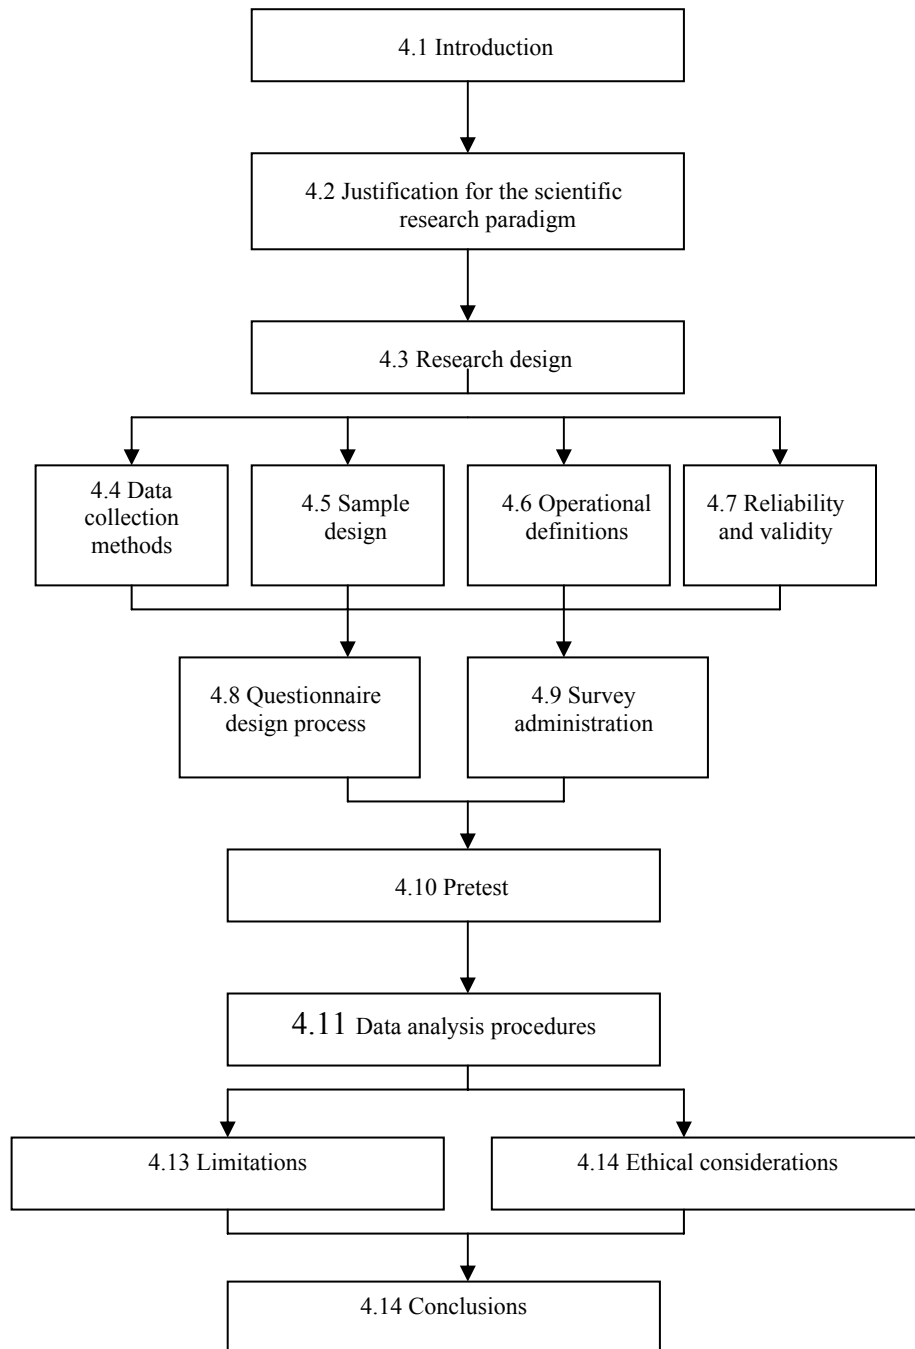 4.1 Introduction
4.2 Justification for the scientific
research paradigm
4.3 Research design
4.4 Data
collection
methods
4.5 Sample
design
4.6 Operational
definitions
4.7 Reliability
and validity
4.8 Questionnaire
design process
4.9 Survey
administration
4.10 Pretest
4.11 Data analysis procedures
4.13 Limitations
4.14 Ethical considerations
4.14 Conclusions